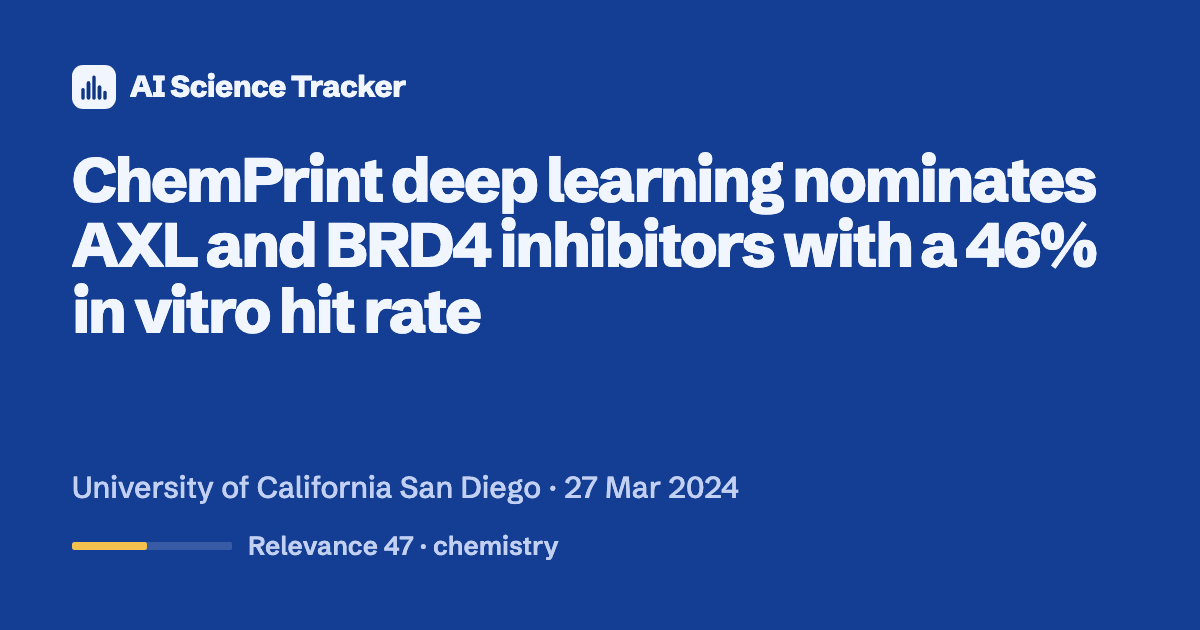 AI Science Tracker
ChemPrint deep learning nominates
AXL and BRD4 inhibitors with a 46%
in vitro hit rate
University of California San Diego · 27 Mar 2024
Relevance 47 · chemistry